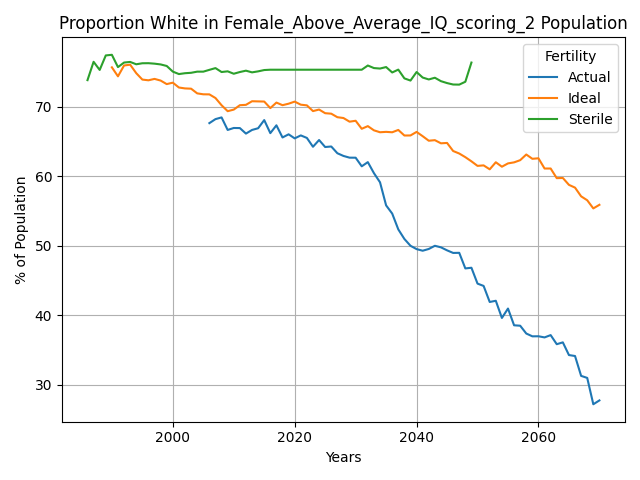 Proportion White in Female_Above_Average_IQ_scoring_2 Population
Fertility
Actual
Ideal
Sterile
% of Population
70
60
50
40
30
2000
2020
2040
2060
Years